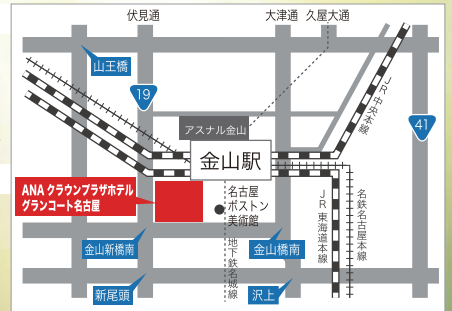 伏見通
大津通
久屋大通
山王橋
19
JR中央本線
41
アスナル金山
金山駅
ANA クラウンプラザホテル
グランコート名古屋
名古屋
ボストン
美術館
JR東海道本線
名鉄名古屋本線
地下鉄名城線
金山新橋南
金山橋南
新尾頭
沢上